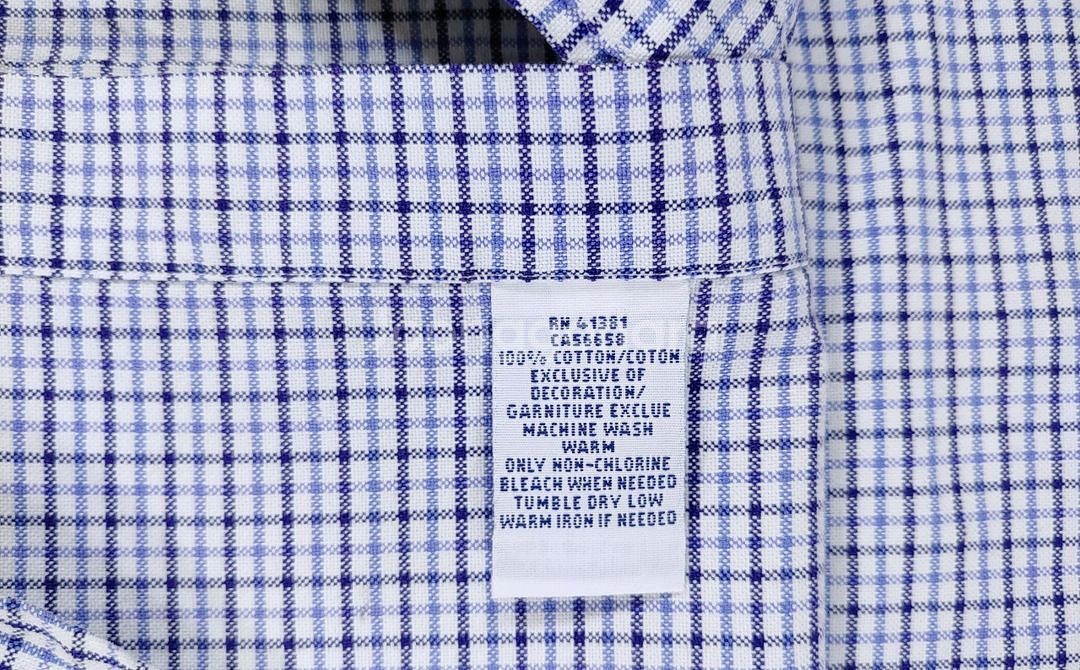 RN 41381
CA56658
100% COTTON/COTON
EXCLUSIVE OF
DECORATION/
GARNITURE EXCLUE
MACHINE WASH
WARM
ONLY NON-CHLORINE
BLEACH WHEN NEEDED
TUMBLE DRY LOW
WARM IRON IF NEEDED